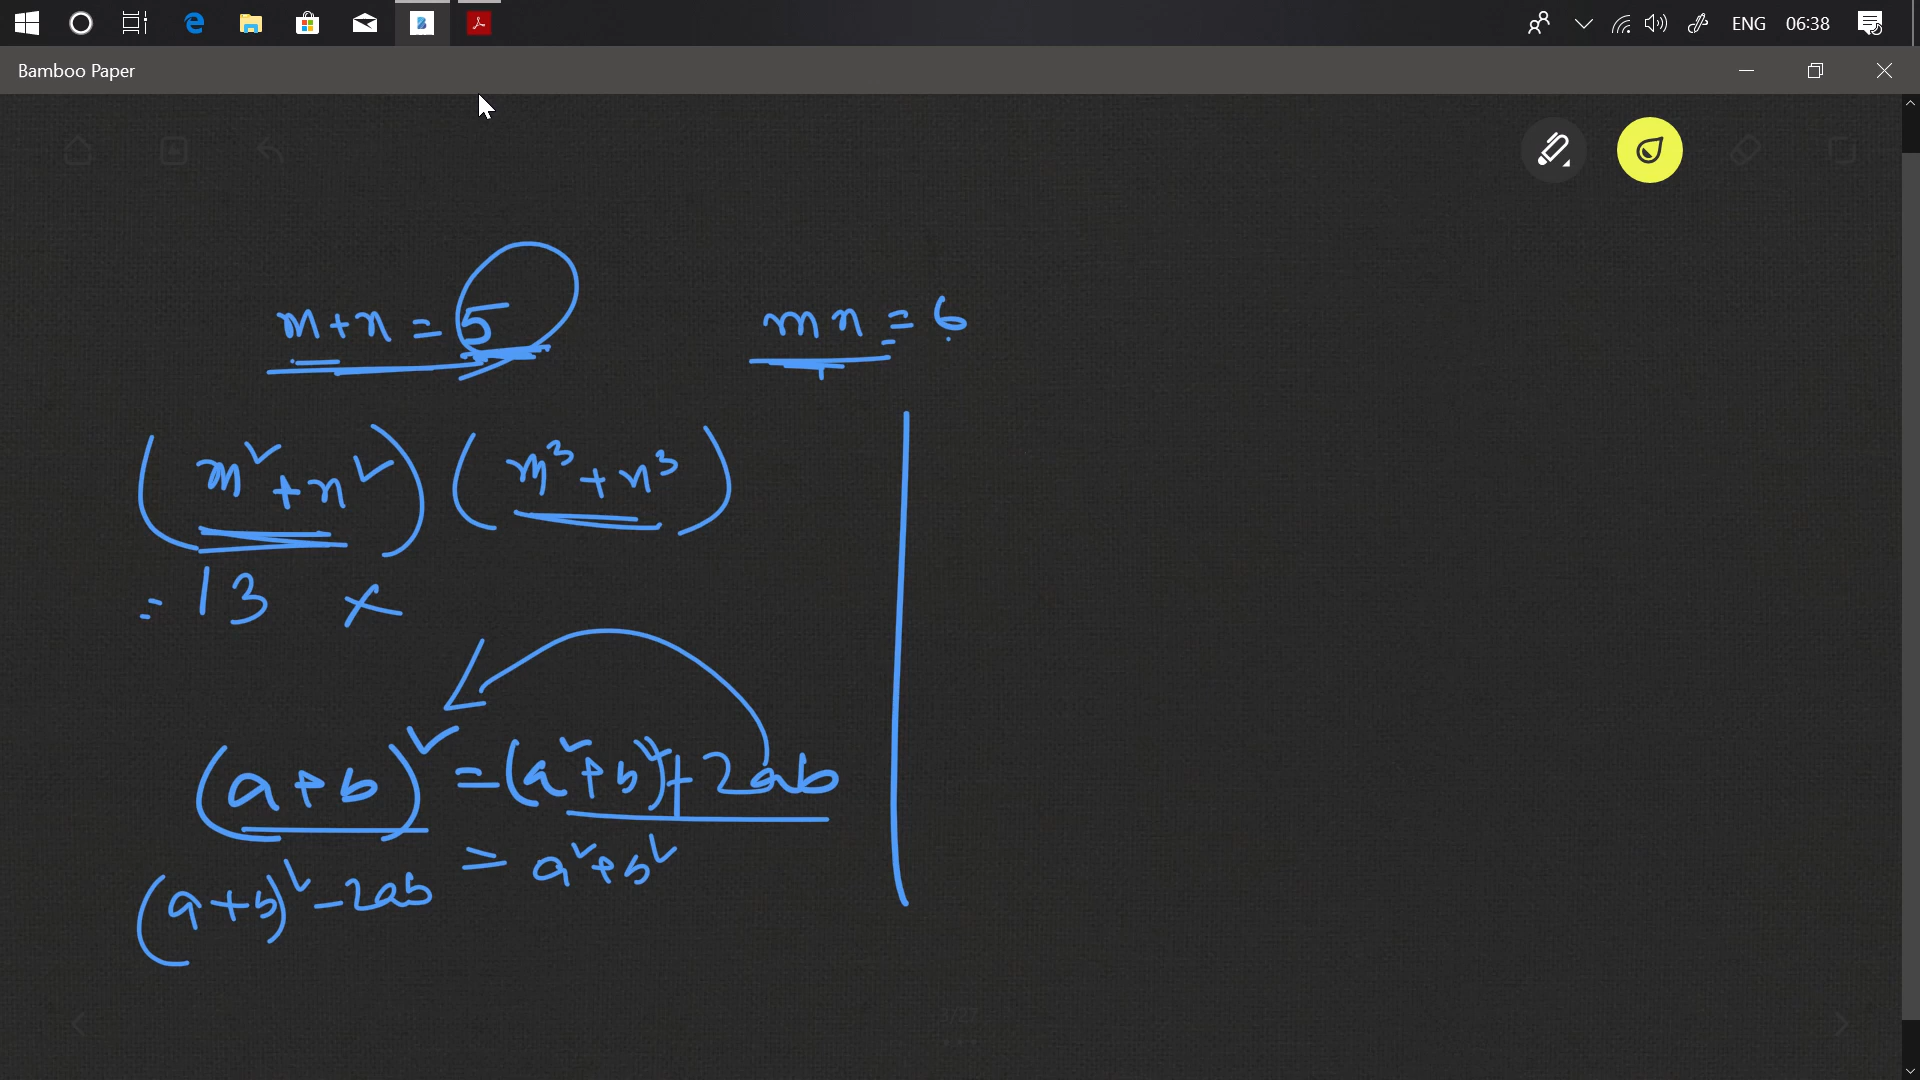 ENG 06:38
Bamboo Paper
m+n = 5 mn = 6
(m²+n²) (m³+n³)
= 13 ×
(a+b)² = (a²+b²)+2ab
(a+b)²-2ab = a²+b²